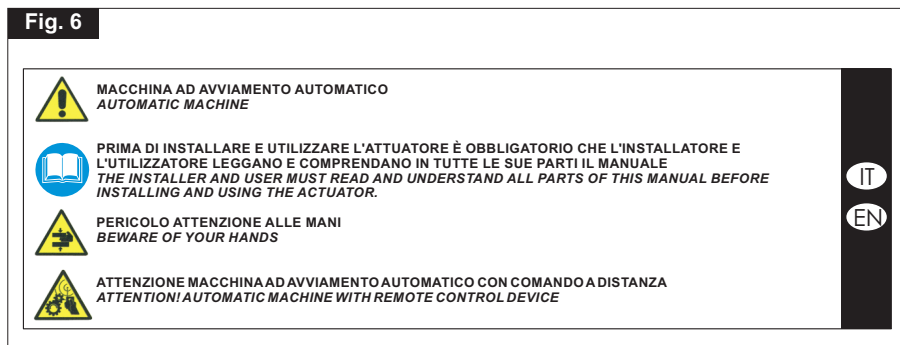 Fig. 6
MACCHINA AD AVVIAMENTO AUTOMATICO
AUTOMATIC MACHINE
PRIMA DI INSTALLARE E UTILIZZARE L'ATTUATORE È OBBLIGATORIO CHE L'INSTALLATORE E
L'UTILIZZATORE LEGGANO E COMPRENDANO IN TUTTE LE SUE PARTI IL MANUALE
THE INSTALLER AND USER MUST READ AND UNDERSTAND ALL PARTS OF THIS MANUAL BEFORE
INSTALLING AND USING THE ACTUATOR.
PERICOLO ATTENZIONE ALLE MANI
BEWARE OF YOUR HANDS
ATTENZIONE MACCHINA AD AVVIAMENTO AUTOMATICO CON COMANDO A DISTANZA
ATTENTION! AUTOMATIC MACHINE WITH REMOTE CONTROL DEVICE
IT
EN